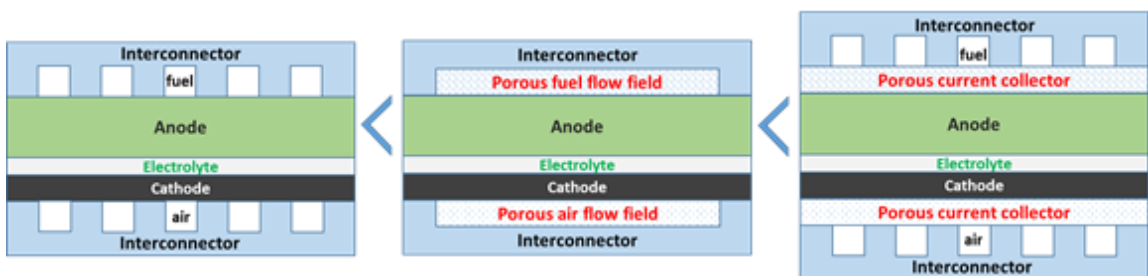 Interconnector
fuel
Anode
Electrolyte
Cathode
air
Interconnector
<
Interconnector
Porous fuel flow field
Anode
Electrolyte
Cathode
Porous air flow field
Interconnector
<
Interconnector
fuel
Porous current collector
Anode
Electrolyte
Cathode
Porous current collector
air
Interconnector